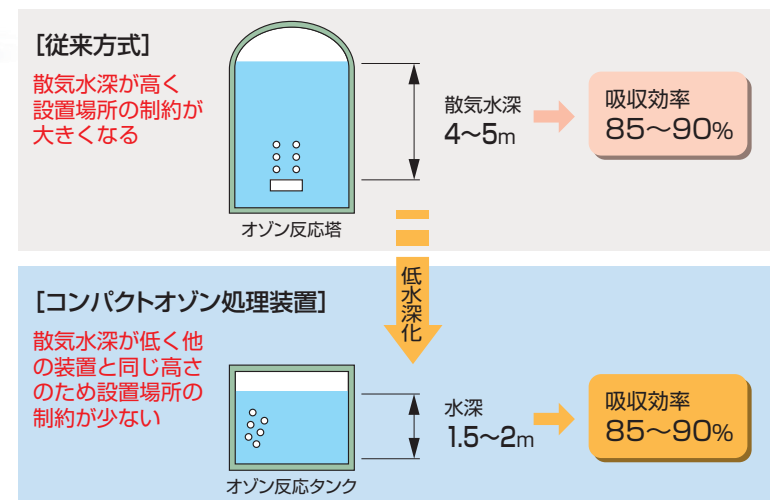 ［従来方式］
散気水深が高く
設置場所の制約が
大きくなる
散気水深
4〜5m
吸収効率
85〜90%
オゾン反応塔
低水深化
［コンパクトオゾン処理装置］
散気水深が低く他
の装置と同じ高さ
のため設置場所の
制約が少ない
水深
1.5〜2m
吸収効率
85〜90%
オゾン反応タンク